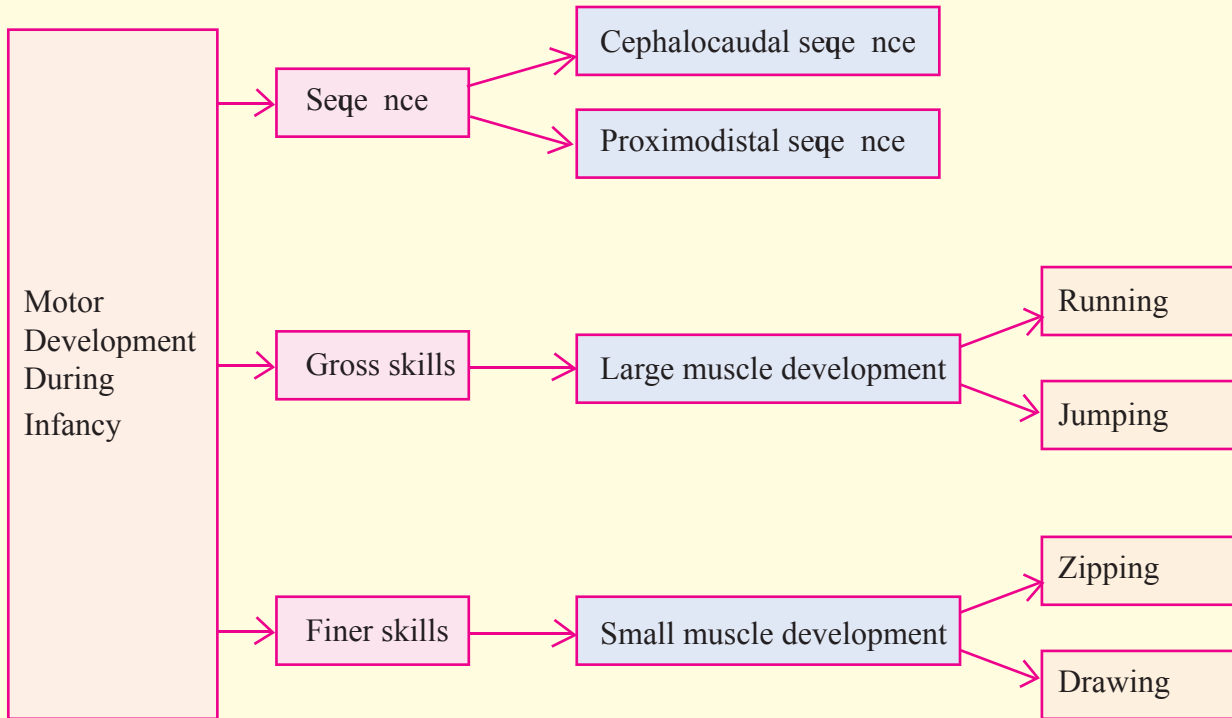 Cephalocaudal seqe nce
Seqe nce
Proximodistal seqe nce
Motor
Development
During
Infancy
Gross skills
Large muscle development
Running
Jumping
Finer skills
Small muscle development
Zipping
Drawing